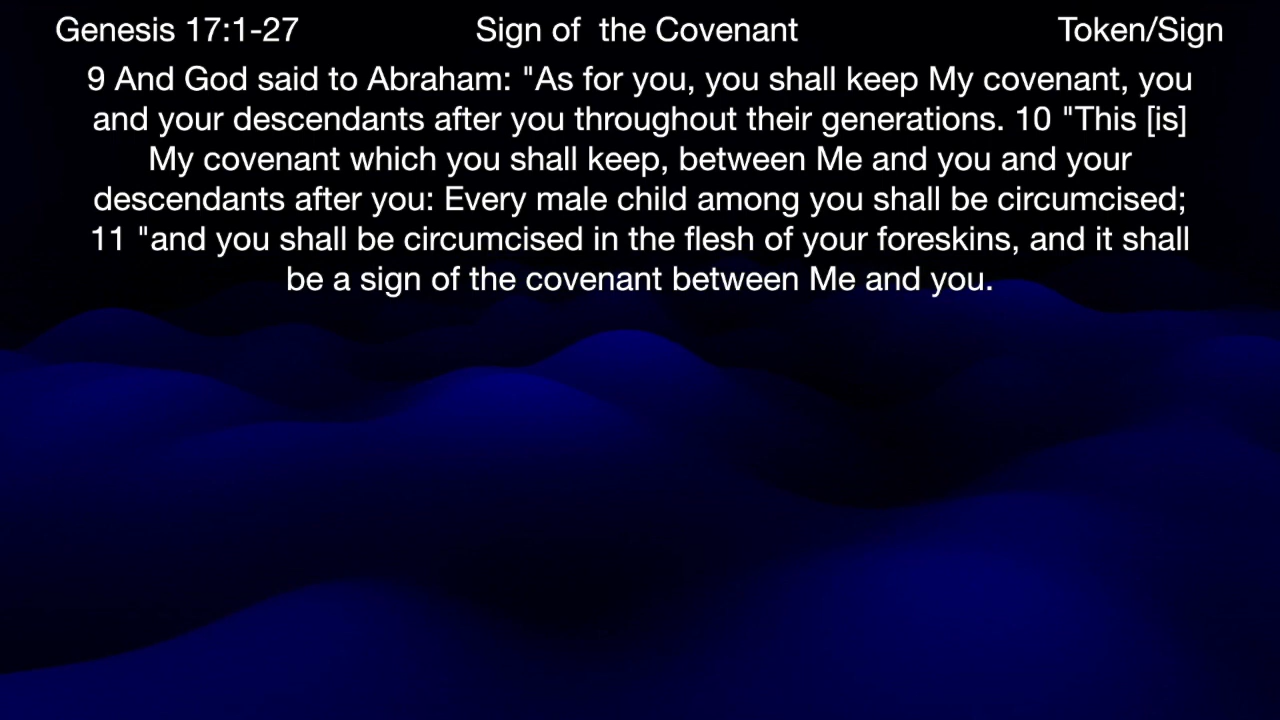 Genesis 17:1-27 Sign of  the Covenant Token/Sign
9 And God said to Abraham: "As for you, you shall keep My covenant, you
and your descendants after you throughout their generations. 10 "This [is]
My covenant which you shall keep, between Me and you and your
descendants after you: Every male child among you shall be circumcised;
11 "and you shall be circumcised in the flesh of your foreskins, and it shall
be a sign of the covenant between Me and you.